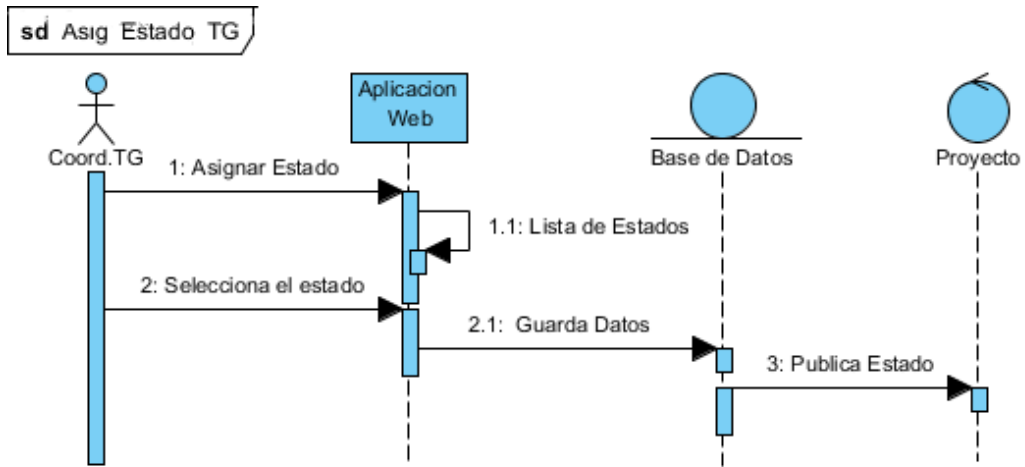 sd Asig Estado TG
Aplicacion
Web
Coord.TG
Base de Datos
Proyecto
1: Asignar Estado
1.1: Lista de Estados
2: Selecciona el estado
2.1: Guarda Datos
3: Publica Estado